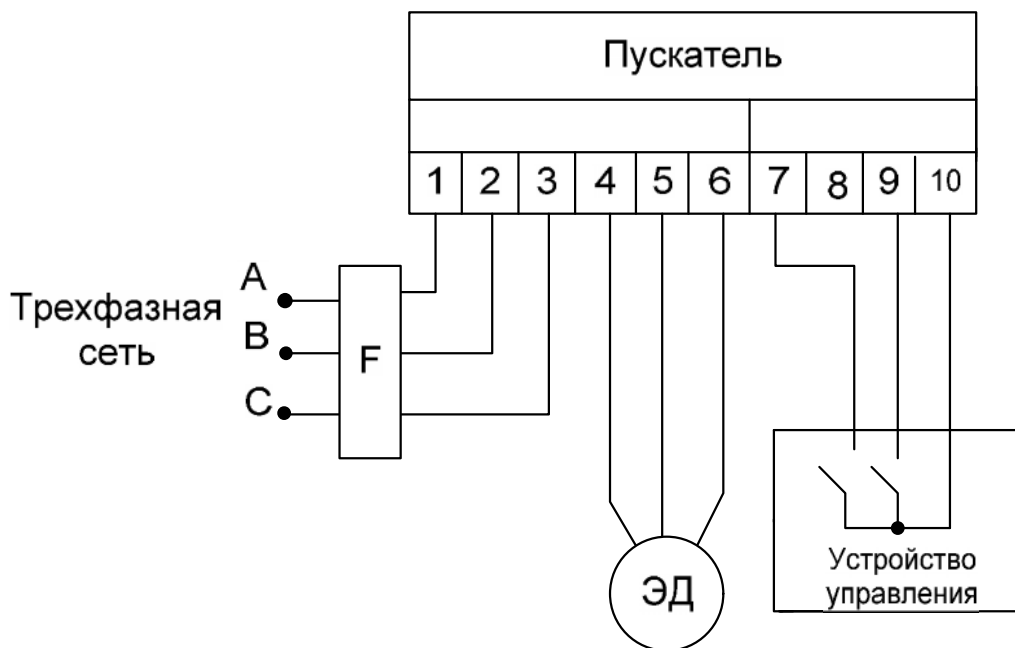 Пускатель
1 2 3 4 5 6 7 8 9 10
A
Трехфазная
сеть
B
F
C
ЭД
Устройство
управления